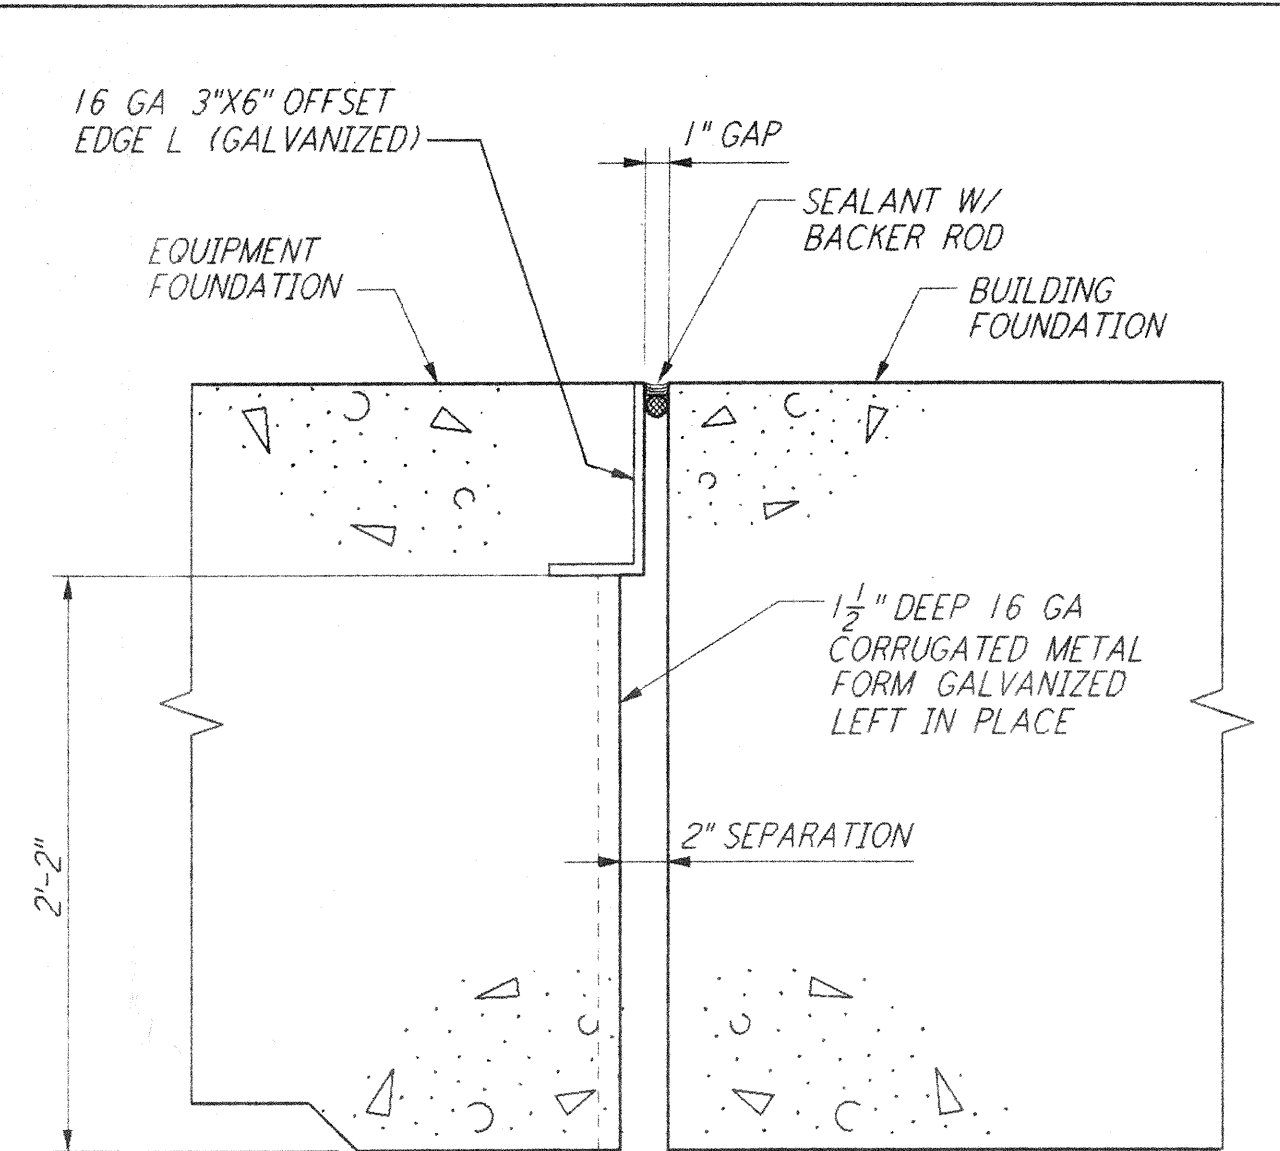 16 GA 3"X6" OFFSET
EDGE L (GALVANIZED)
1" GAP
SEALANT W/
BACKER ROD
EQUIPMENT
FOUNDATION
BUILDING
FOUNDATION
1 1/2" DEEP 16 GA
CORRUGATED METAL
FORM GALVANIZED
LEFT IN PLACE
2" SEPARATION
2'-2"